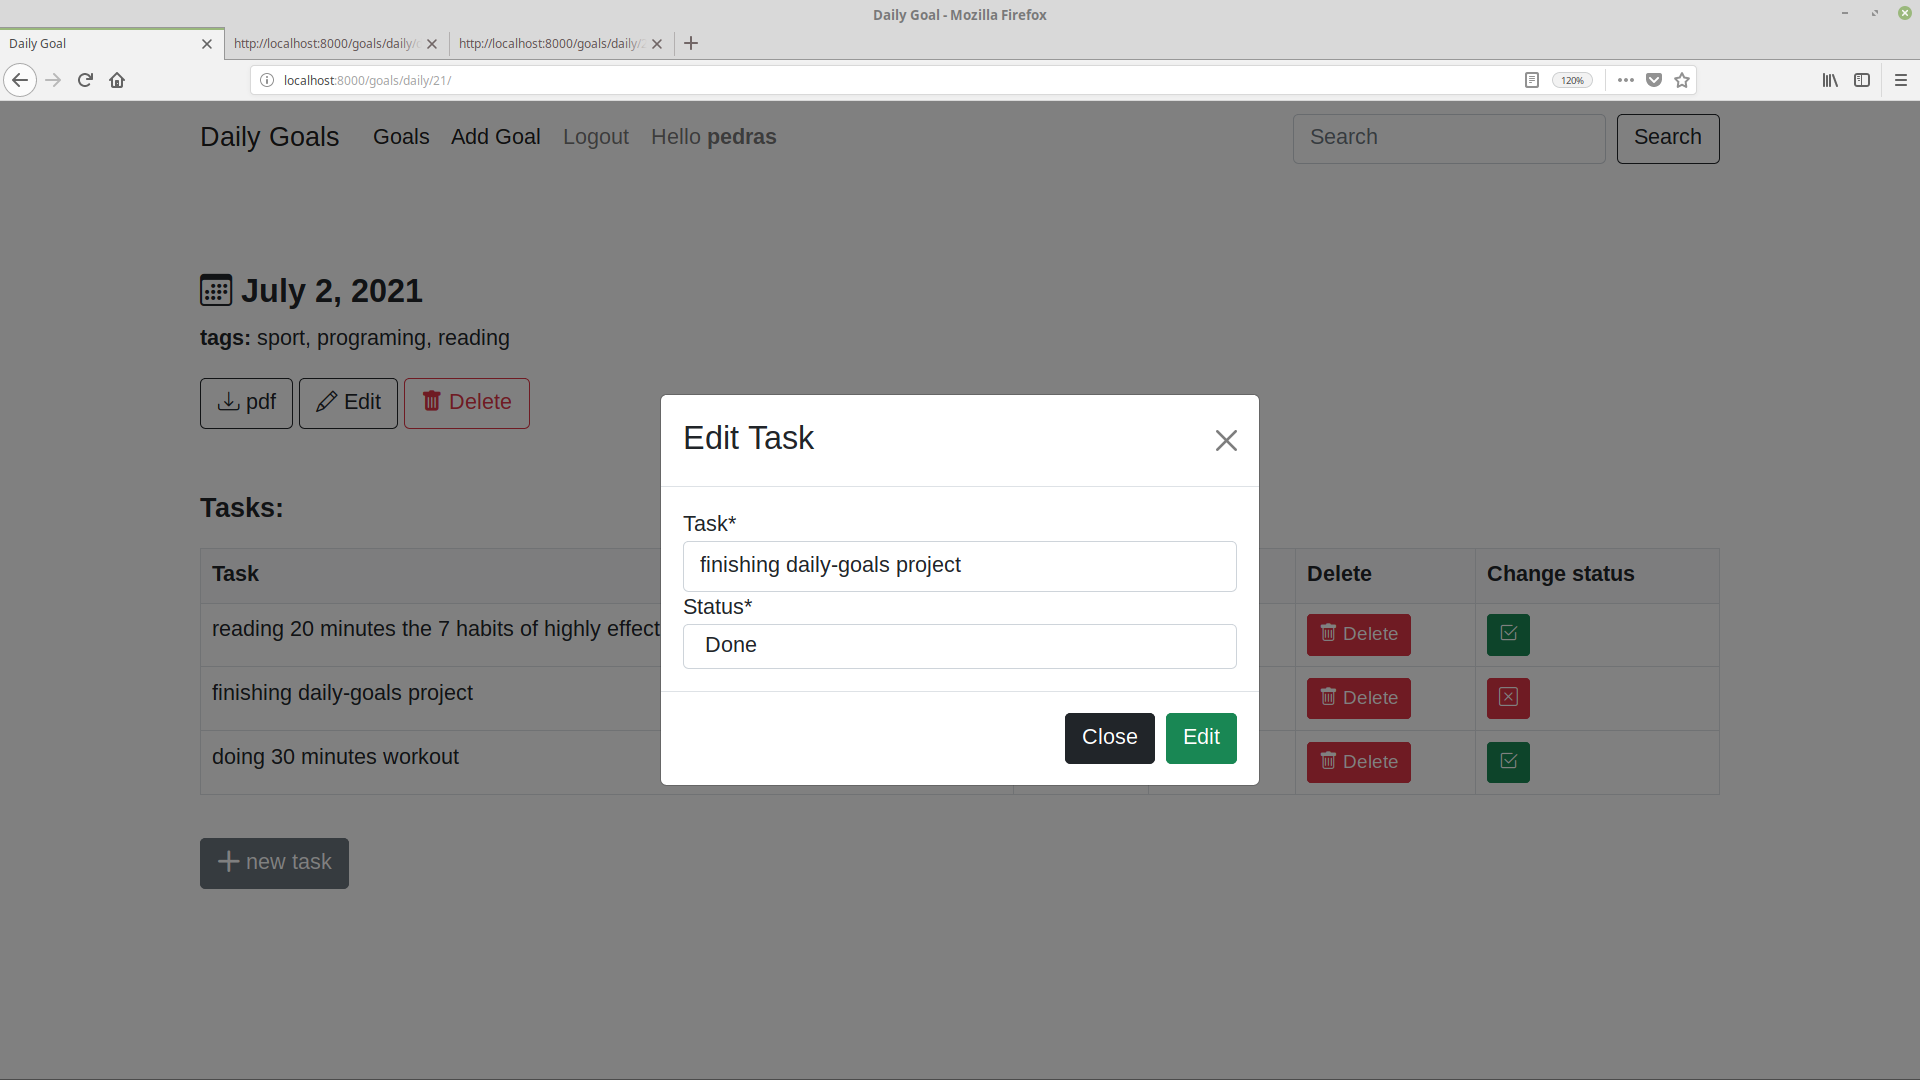 Daily Goal - Mozilla Firefox
Daily Goal
http://localhost:8000/goals/daily/
http://localhost:8000/goals/daily/
localhost:8000/goals/daily/21/
120%
Daily Goals Goals Add Goal Logout Hello pedras Search Search
July 2, 2021
tags: sport, programing, reading
pdf Edit Delete
Tasks:
Task Delete Change status
reading 20 minutes the 7 habits of highly effect Delete
finishing daily-goals project Delete
doing 30 minutes workout Delete
new task
Edit Task
Task*
finishing daily-goals project
Status*
Done
Close Edit